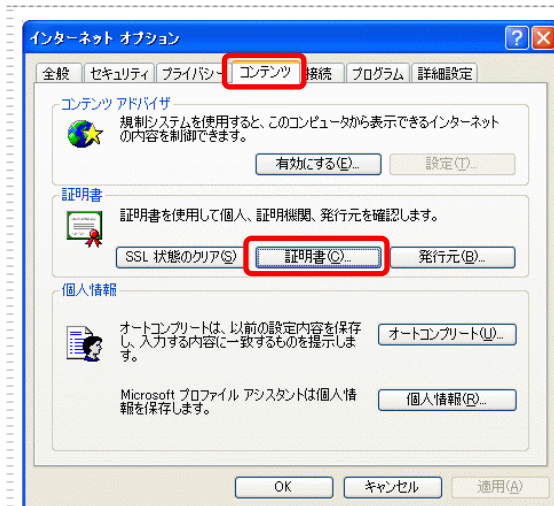 インターネット オプション
全般 セキュリティ プライバシー コンテンツ 接続 プログラム 詳細設定
コンテンツ アドバイザ
規制システムを使用すると、このコンピュータから表示できるインターネット
の内容を制御できます。
有効にする(E)... 設定(T)...
証明書
証明書を使用して個人、証明機関、発行元を確認します。
SSL 状態のクリア(S) 証明書(C)... 発行元(B)...
個人情報
オートコンプリートは、以前の設定内容を保存
し、入力する内容に一致するものを提示しま
す。
オートコンプリート(U)...
Microsoft プロファイル アシスタントは個人情
報を保存します。
個人情報(R)...
OK キャンセル 適用(A)